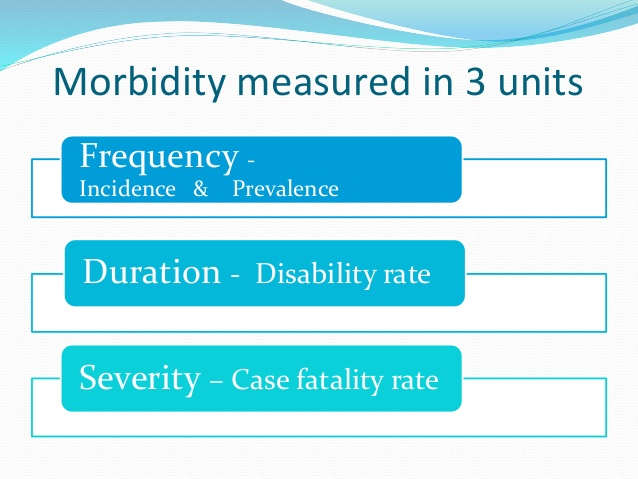 Morbidity measured in 3 units
Frequency -
Incidence & Prevalence
Duration - Disability rate
Severity – Case fatality rate